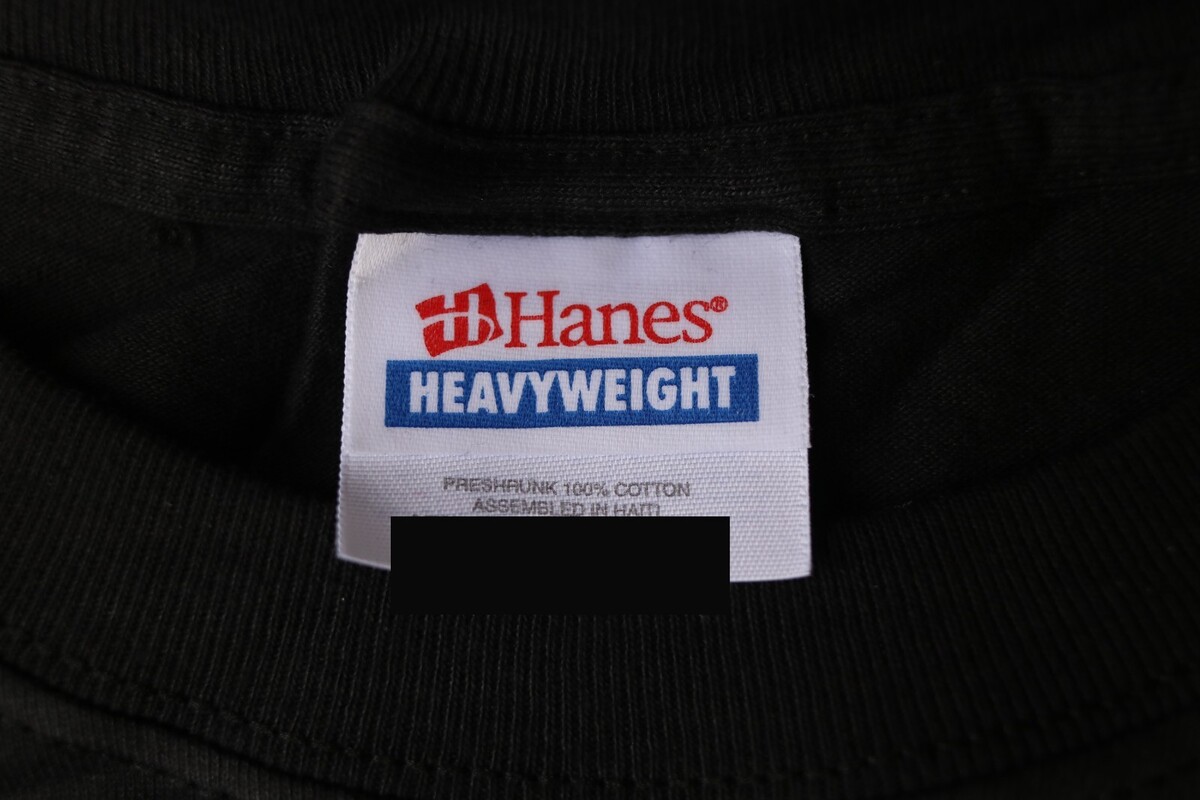 Hanes®
HEAVYWEIGHT
PRESHRUNK 100% COTTON
ASSEMBLED IN HAITI